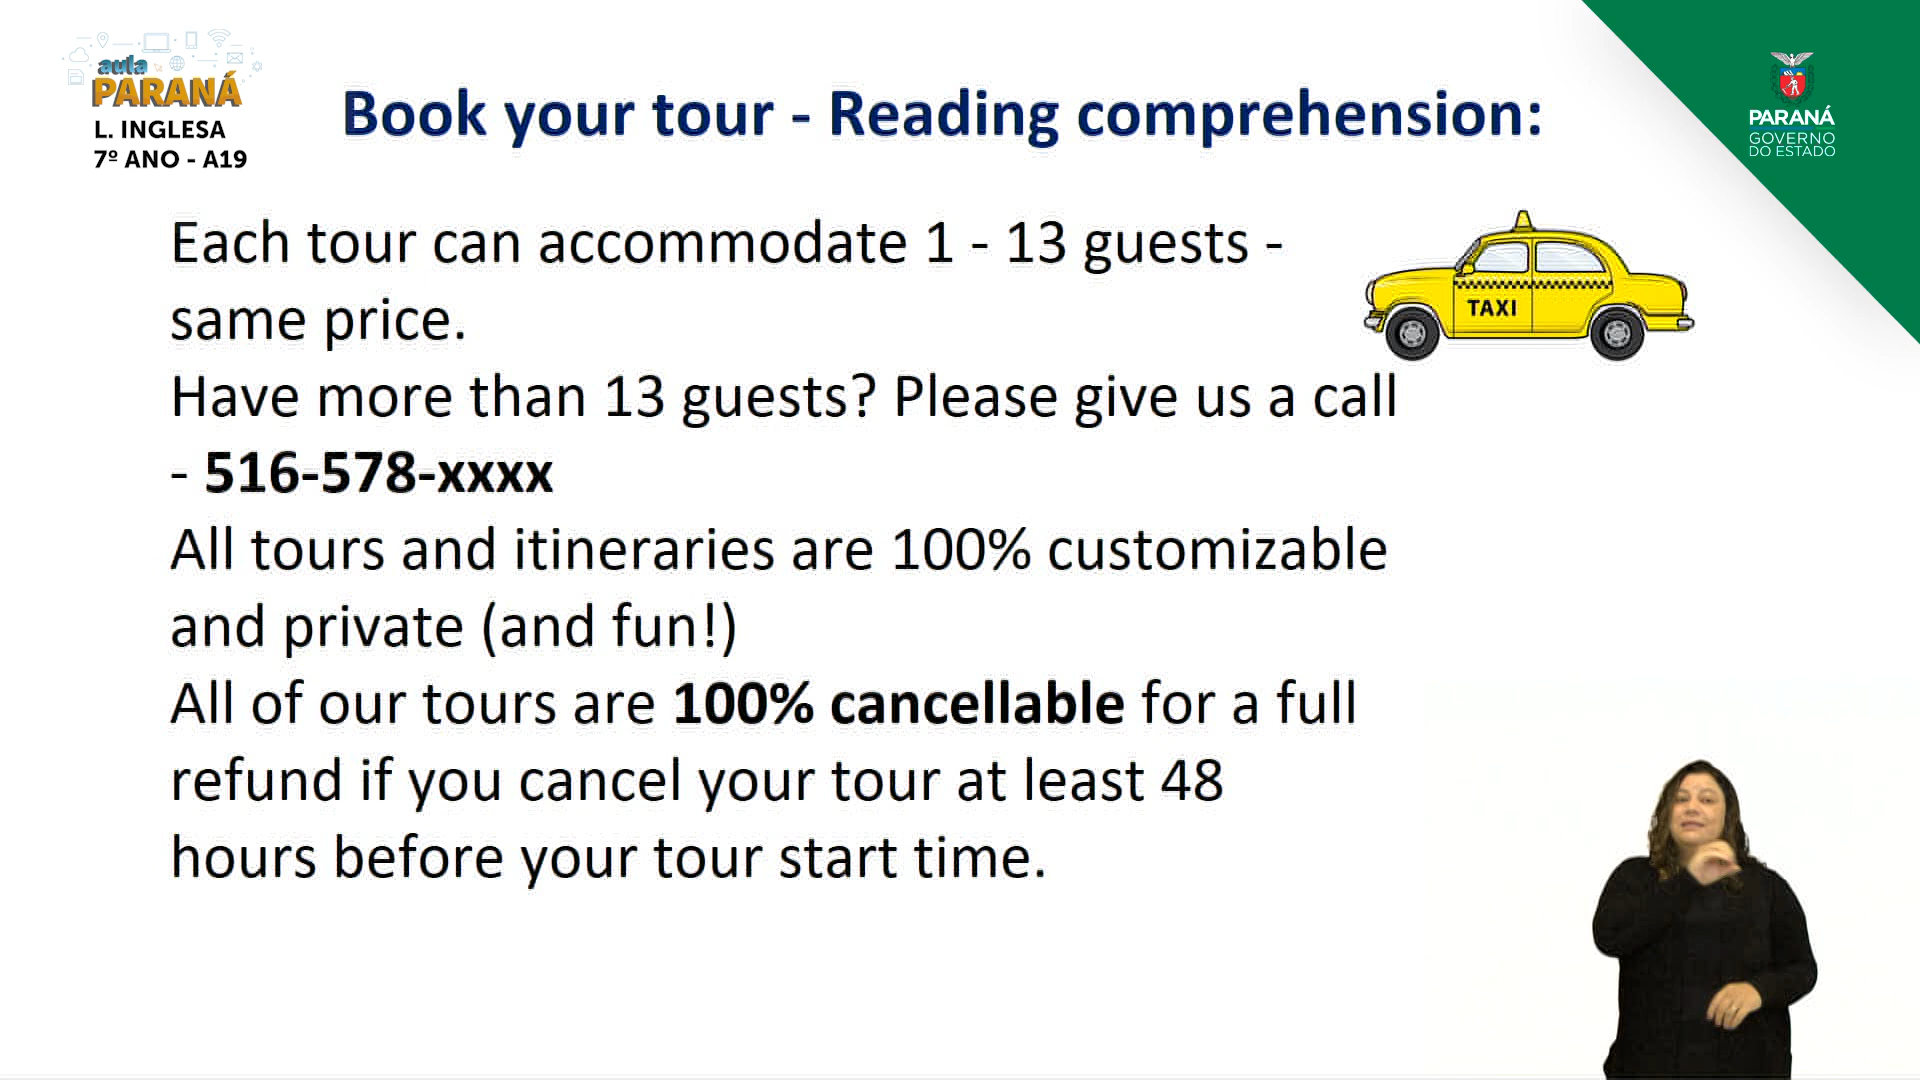 aula
PARANÁ
L. INGLESA
7º ANO - A19
Book your tour - Reading comprehension:
PARANÁ
GOVERNO
DO ESTADO
Each tour can accommodate 1 - 13 guests -
same price.
TAXI
Have more than 13 guests? Please give us a call
- 516-578-xxxx
All tours and itineraries are 100% customizable
and private (and fun!)
All of our tours are 100% cancellable for a full
refund if you cancel your tour at least 48
hours before your tour start time.